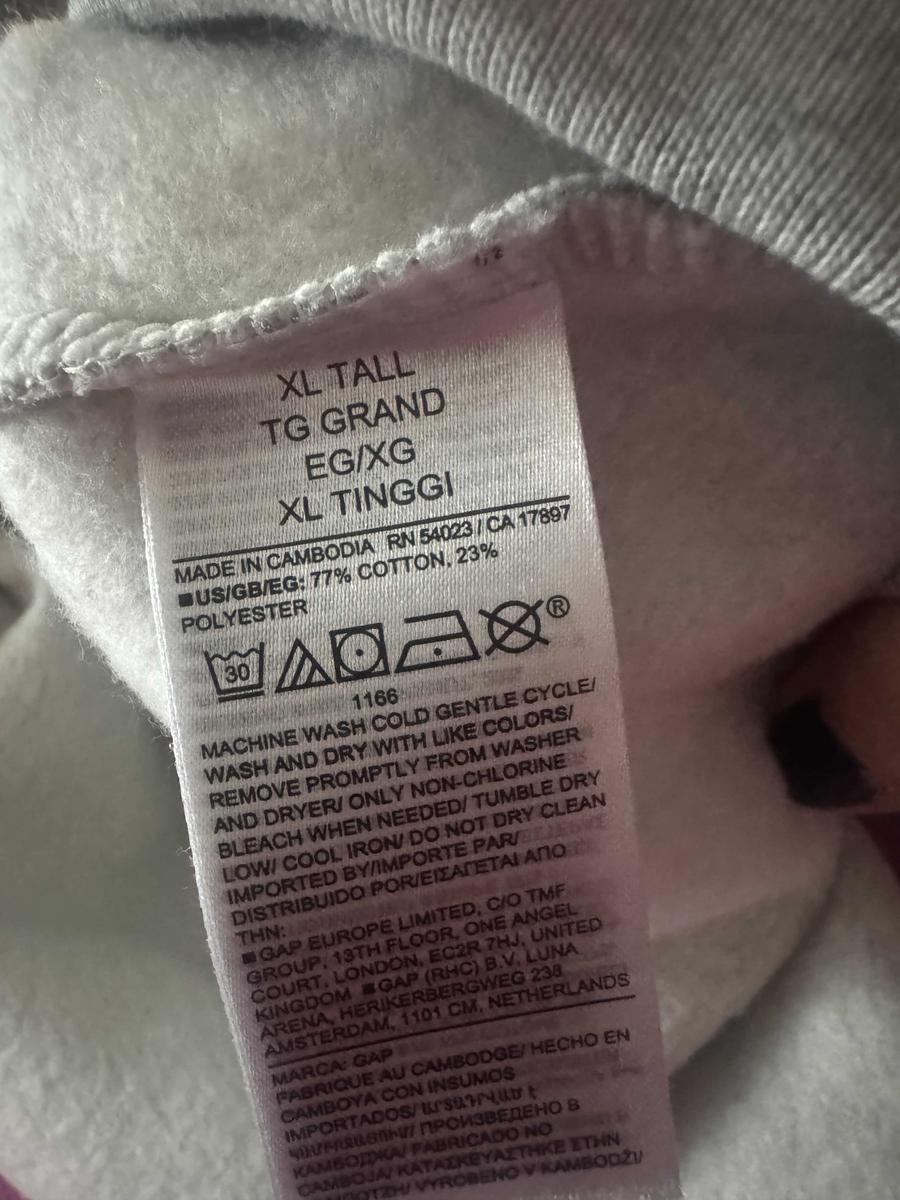 XL TALL
TG GRAND
EG/XG
XL TINGGI
MADE IN CAMBODIA RN 54023 / CA 17897
■US/GB/EG: 77% COTTON, 23%
POLYESTER
30 ®
1166
MACHINE WASH COLD GENTLE CYCLE/
WASH AND DRY WITH LIKE COLORS/
REMOVE PROMPTLY FROM WASHER
AND DRYER/ ONLY NON-CHLORINE
BLEACH WHEN NEEDED/ TUMBLE DRY
LOW/ COOL IRON/ DO NOT DRY CLEAN
IMPORTED BY/IMPORTE PAR/
DISTRIBUIDO POR/ΕΙΣΑΓΕΤΑΙ ΑΠΟ
ΤΗΝ:
■GAP EUROPE LIMITED, C/O TMF
GROUP, 13TH FLOOR, ONE ANGEL
COURT, LONDON, EC2R 7HJ, UNITED
KINGDOM ■GAP (RHC) B.V. LUNA
ARENA, HERIKERBERGWEG 238
AMSTERDAM, 1101 CM, NETHERLANDS
MARCA: GAP
FABRIQUE AU CAMBODGE/ HECHO EN
CAMBOYA CON INSUMOS
IMPORTADOS/ ԱՐՏԱԴՐՎԱԾ Է
ПРОИЗВЕДЕНО В
КАМБОДЖА/ FABRICADO NO
CAMBOJA/ ΚΑΤΑΣΚΕΥΑΣΤΗΚΕ ΣΤΗΝ
VYROBENO V KAMBODŽI/